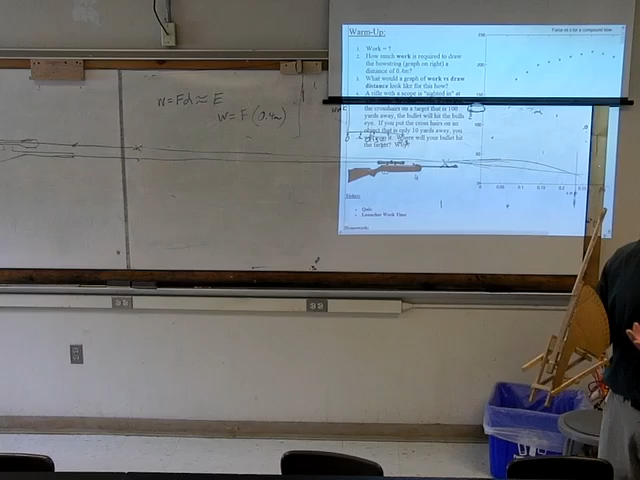 W=Fd≈E
W=F(0.4m)
Warm-Up:
1. Work = ?
2. How much work is required to draw
the bowstring (graph on right) a
distance of 0.4m?
3. What would a graph of work vs draw
distance look like for this bow?
4. A rifle with a scope is "sighted in" at
the crosshairs on a target that is 100
yards away, the bullet will hit the bulls
eye. If you put the cross hairs on an
object that is only 10 yards away, you
will your bullet hit
the target? Why?
Today:
• Quiz
• Launcher Work Time
Homework:
Force vs x for a compound bow